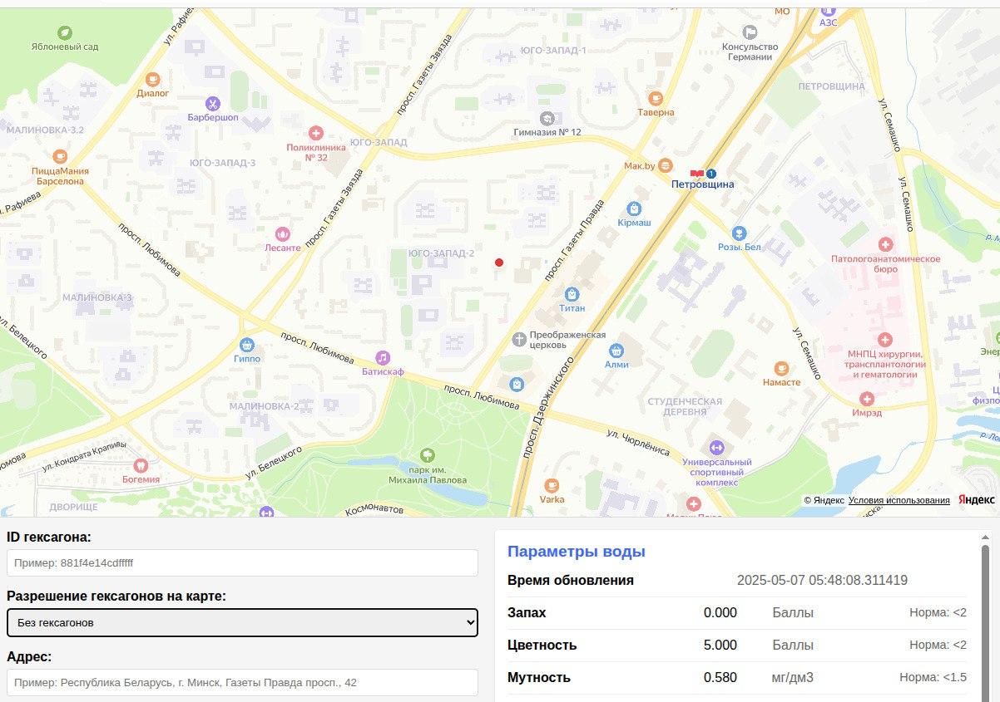 МО
АЗС
ул. Рафиева
Яблоневый сад
просп. Газеты Звязда
ЮГО-ЗАПАД-1
Консульство
Германии
Диалог
ПЕТРОВЩИНА
Барбершоп
Таверна
ул. Семашко
МАЛИНОВКА-3.2
Гимназия № 12
Поликлиника
№ 32
ЮГО-ЗАПАД
ПиццаМания
Барселона
ЮГО-ЗАПАД-3
Мак.by
1
Петровщина
Рафиева
просп. Газеты Звязда
просп. Газеты Правда
ул. Семашко
Кірмаш
просп. Любимова
Лесанте
ЮГО-ЗАПАД-2
Розы. Бел
Патологоанатомическое
бюро
МАЛИНОВКА-3
Титан
ул. Белецкого
Гиппо
просп. Любимова
Преображенская
церковь
Алми
ул. Семашко
МНПЦ хирургии,
трансплантологии
и гематологии
Батискаф
Намасте
просп. Любимова
просп. Дзержинского
МАЛИНОВКА-2
СТУДЕНЧЕСКАЯ
ДЕРЕВНЯ
Имрэд
ул. Чюрлёниса
ул. Кондрата Крапивы
ул. Белецкого
Универсальный
спортивный
комплекс
Богемия
парк им.
Михаила Павлова
Varka
ДВОРИЩЕ
Космонавтов
© Яндекс Условия использования Яндекс
ID гексагона:
Пример: 881f4e14cdfffff
Разрешение гексагонов на карте:
Без гексагонов
Адрес:
Пример: Республика Беларусь, г. Минск, Газеты Правда просп., 42
Параметры воды
Время обновления 2025-05-07 05:48:08.311419
Запах 0.000 Баллы Норма: <2
Цветность 5.000 Баллы Норма: <2
Мутность 0.580 мг/дм3 Норма: <1.5